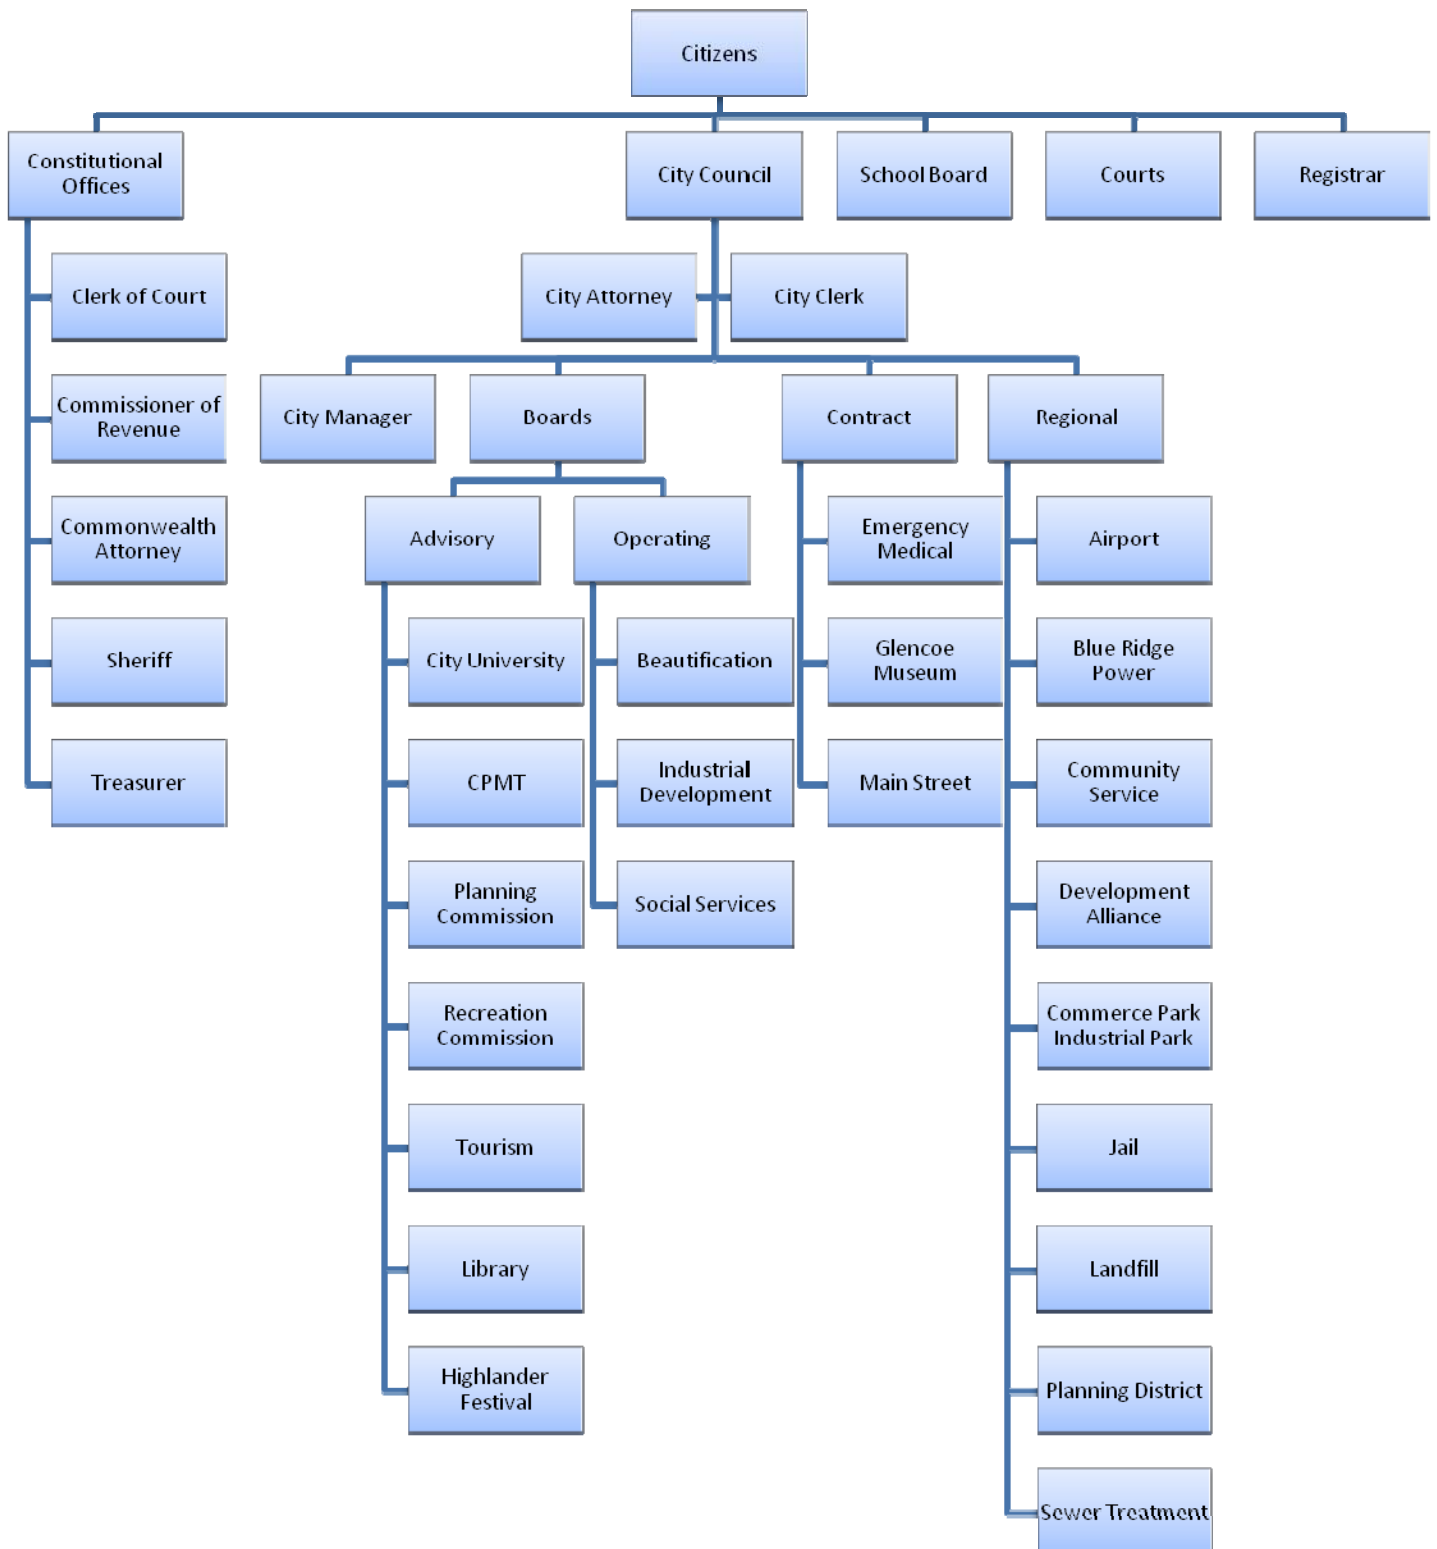 Citizens
Constitutional
Offices
City Council
School Board
Courts
Registrar
Clerk of Court
City Attorney
City Clerk
Commissioner of
Revenue
City Manager
Boards
Contract
Regional
Commonwealth
Attorney
Advisory
Operating
Emergency
Medical
Airport
Sheriff
City University
Beautification
Glencoe
Museum
Blue Ridge
Power
Treasurer
CPMT
Industrial
Development
Main Street
Community
Service
Planning
Commission
Social Services
Development
Alliance
Recreation
Commission
Commerce Park
Industrial Park
Tourism
Jail
Library
Landfill
Highlander
Festival
Planning District
Sewer Treatment